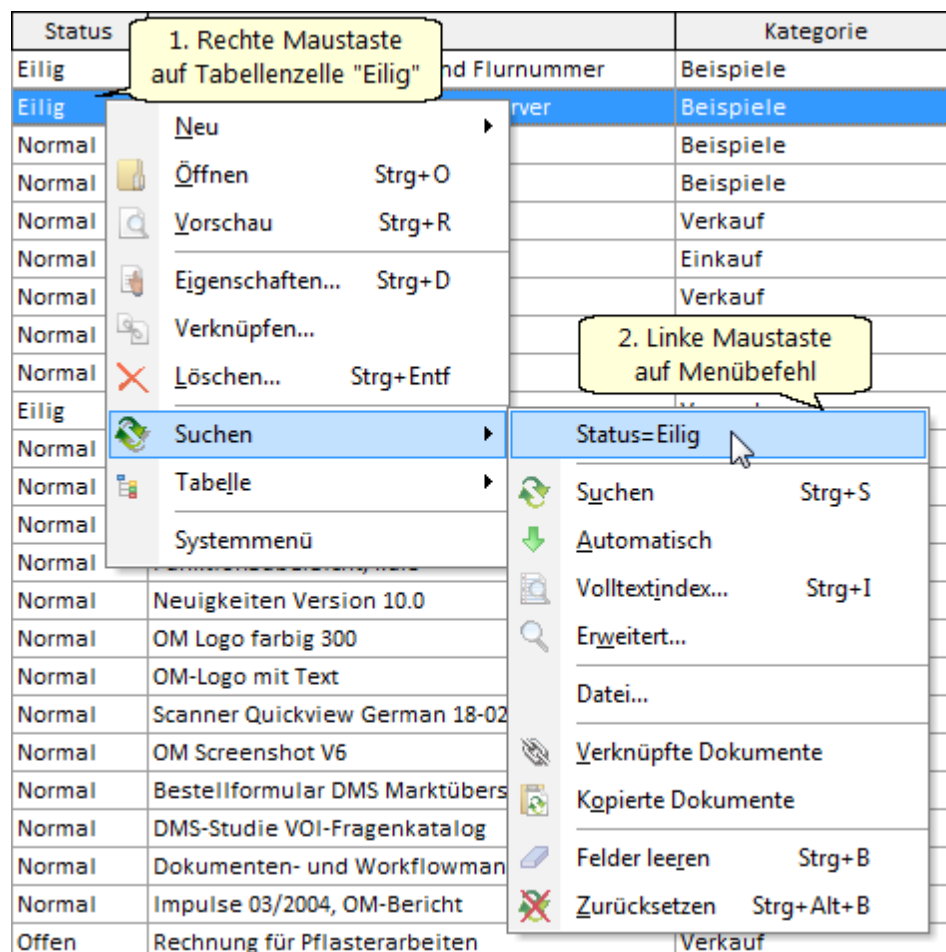 Status Kategorie
Eilig nd Flurnummer Beispiele
Eilig rver Beispiele
Normal Beispiele
Normal Beispiele
Normal Verkauf
Normal Einkauf
Normal Verkauf
Normal
Normal
Eilig
Normal
Normal
Normal
Normal
Normal Neuigkeiten Version 10.0
Normal OM Logo farbig 300
Normal OM-Logo mit Text
Normal Scanner Quickview German 18-02
Normal OM Screenshot V6
Normal Bestellformular DMS Marktübers
Normal DMS-Studie VOI-Fragenkatalog
Normal Dokumenten- und Workflowman
Normal Impulse 03/2004, OM-Bericht
Offen Rechnung für Pflasterarbeiten Verkauf
1. Rechte Maustaste
auf Tabellenzelle "Eilig"
Neu
Öffnen Strg+O
Vorschau Strg+R
Eigenschaften... Strg+D
Verknüpfen...
Löschen... Strg+Entf
Suchen
Tabelle
Systemmenü
2. Linke Maustaste
auf Menübefehl
Status=Eilig
Suchen Strg+S
Automatisch
Volltextindex... Strg+I
Erweitert...
Datei...
Verknüpfte Dokumente
Kopierte Dokumente
Felder leeren Strg+B
Zurücksetzen Strg+Alt+B